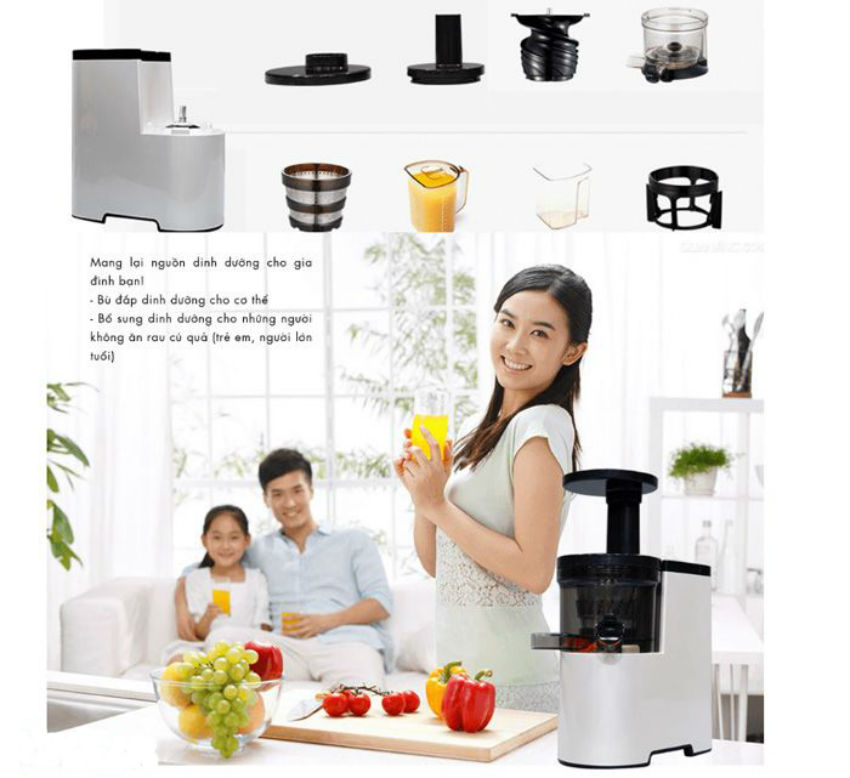 Mang lại nguồn dinh dưỡng cho gia
đình bạn!
- Bù đắp dinh dưỡng cho cơ thể
- Bổ sung dinh dưỡng cho những người
không ăn rau củ quả (trẻ em, người lớn
tuổi)